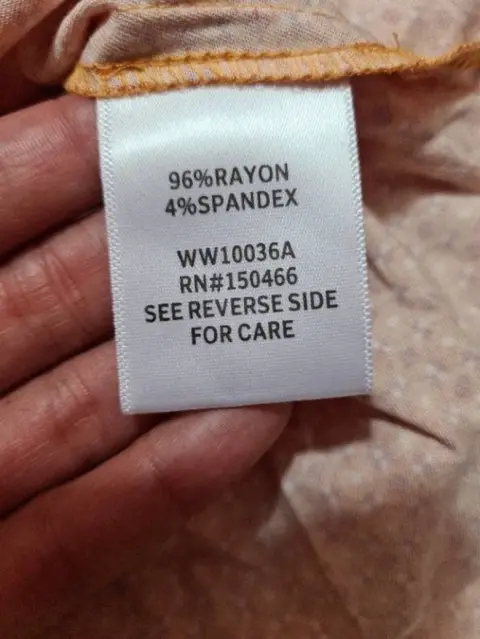 96%RAYON
4%SPANDEX
WW10036A
RN#150466
SEE REVERSE SIDE
FOR CARE